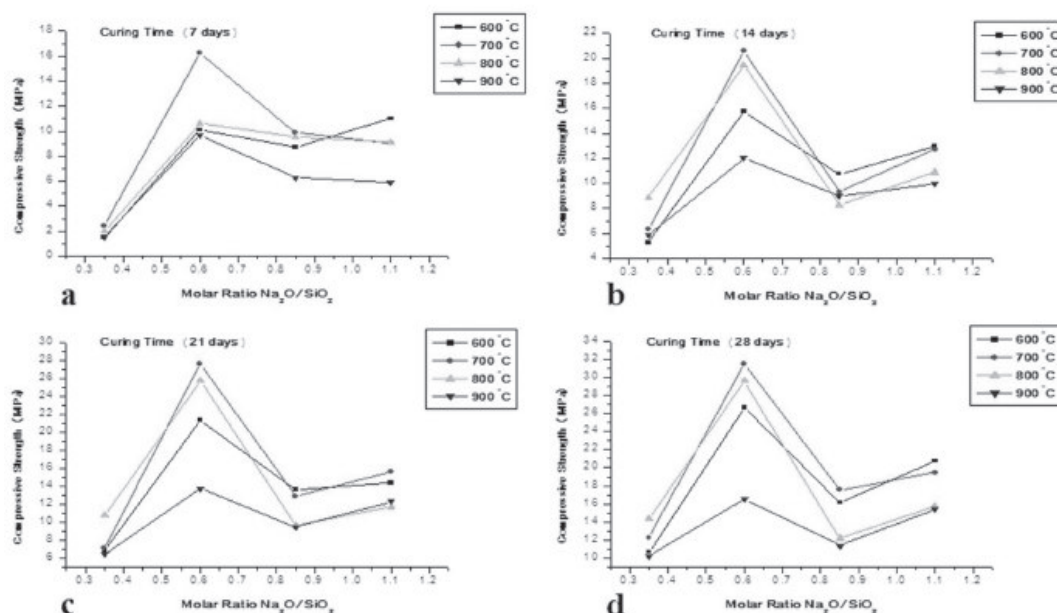 Curing Time (7 days)
600 °C
700 °C
800 °C
900 °C
Compressive Strength (MPa)
18
16
14
12
10
8
6
4
2
0
0.3 0.4 0.5 0.6 0.7 0.8 0.9 1.0 1.1 1.2
Molar Ratio Na₂O/SiO₂
a
Curing Time (14 days)
600 °C
700 °C
800 °C
900 °C
Compressive Strength (MPa)
22
20
18
16
14
12
10
8
6
4
0.3 0.4 0.5 0.6 0.7 0.8 0.9 1.0 1.1 1.2
Molar Ratio Na₂O/SiO₂
b
Curing Time (21 days)
600 °C
700 °C
800 °C
900 °C
Compressive Strength (MPa)
30
28
26
24
22
20
18
16
14
12
10
8
6
0.3 0.4 0.5 0.6 0.7 0.8 0.9 1.0 1.1 1.2
Molar Ratio Na₂O/SiO₂
c
Curing Time (28 days)
600 °C
700 °C
800 °C
900 °C
Compressive Strength (MPa)
34
32
30
28
26
24
22
20
18
16
14
12
10
0.3 0.4 0.5 0.6 0.7 0.8 0.9 1.0 1.1 1.2
Molar Ratio Na₂O/SiO₂
d